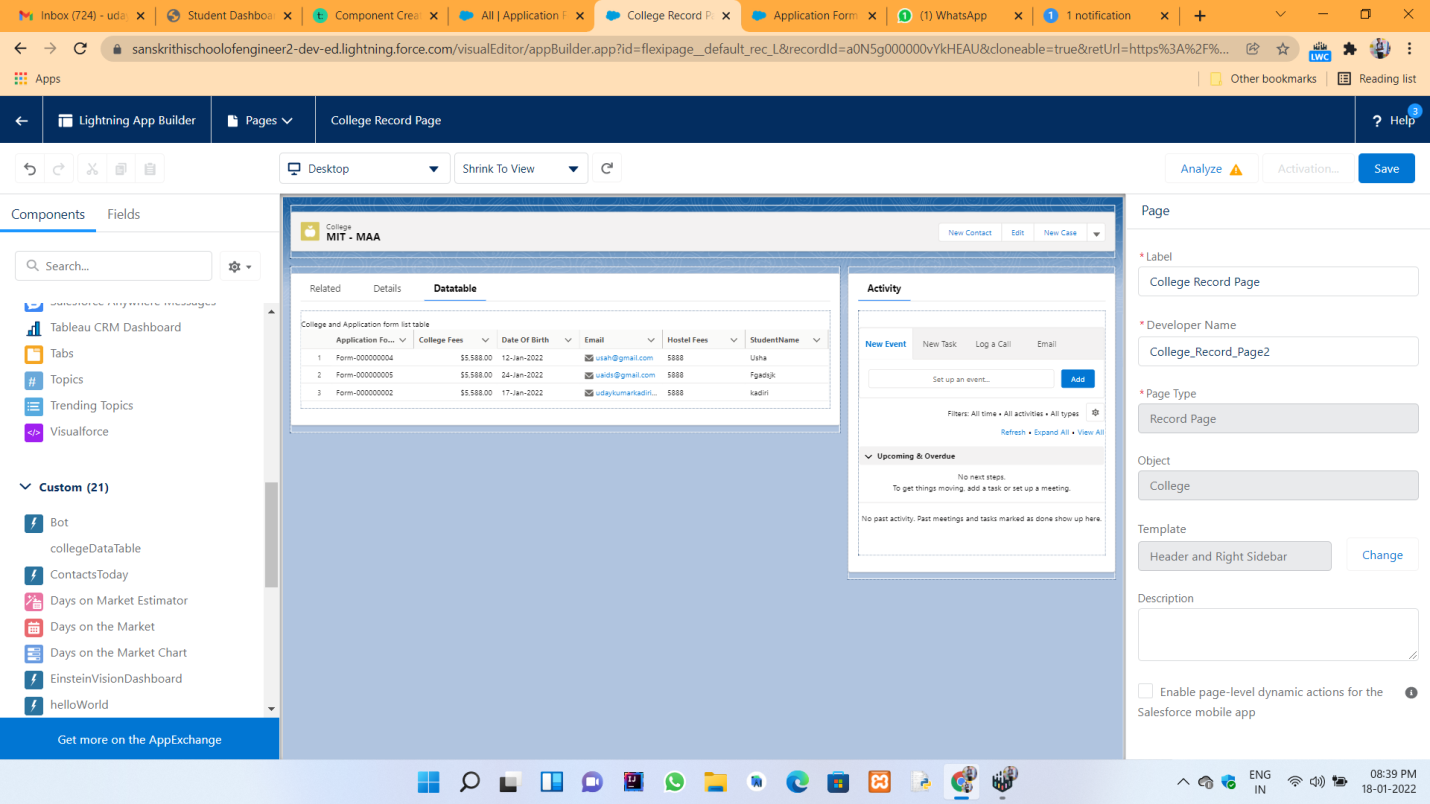 Inbox (724) - uda
Student Dashboa
Component Crea
All | Application F
College Record P
Application Form
(1) WhatsApp
1 notification
sanskrithischoolofengineer2-dev-ed.lightning.force.com/visualEditor/appBuilder.app?id=flexipage__default_rec_L&recordId=a0N5g000000vYkHEAU&cloneable=true&retUrl=https%3A%2F%...
LWC
Apps
Other bookmarks
Reading list
Lightning App Builder
Pages
College Record Page
? Help
3
Desktop
Shrink To View
Analyze
Activation...
Save
Components
Fields
Search...
Salesforce Anywhere Messages
Tableau CRM Dashboard
Tabs
Topics
Trending Topics
Visualforce
Custom (21)
Bot
collegeDataTable
ContactsToday
Days on Market Estimator
Days on the Market
Days on the Market Chart
EinsteinVisionDashboard
helloWorld
Get more on the AppExchange
College
MIT - MAA
New Contact
Edit
New Case
Related
Details
Datatable
College and Application form list table
Application Fo... College Fees Date Of Birth Email Hostel Fees StudentName
1 Form-000000004 $5,588.00 12-Jan-2022 usah@gmail.com 5888 Usha
2 Form-000000005 $5,588.00 24-Jan-2022 uaids@gmail.com 5888 Fgadsjk
3 Form-000000002 $5,588.00 17-Jan-2022 udaykumarkadiri... 5888 kadiri
Activity
New Event
New Task
Log a Call
Email
Set up an event...
Add
Filters: All time • All activities • All types
Refresh • Expand All • View All
Upcoming & Overdue
No next steps.
To get things moving, add a task or set up a meeting.
No past activity. Past meetings and tasks marked as done show up here.
Page
*Label
College Record Page
*Developer Name
College_Record_Page2
*Page Type
Record Page
Object
College
Template
Header and Right Sidebar
Change
Description
Enable page-level dynamic actions for the
Salesforce mobile app
ENG
IN
08:39 PM
18-01-2022